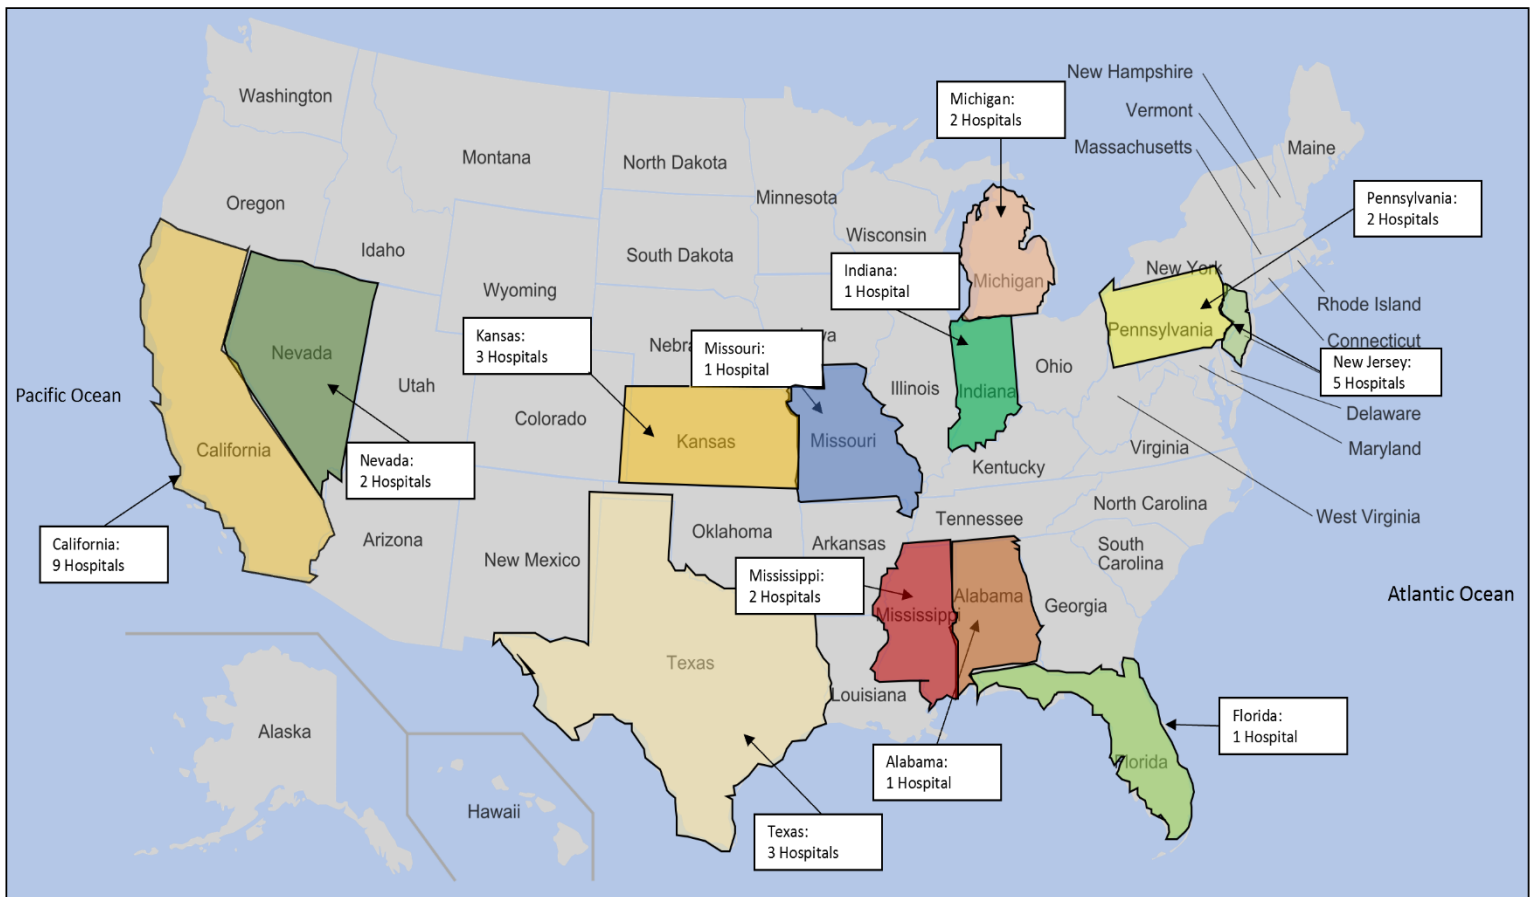 New Hampshire
Washington
Michigan:
2 Hospitals
Vermont
Massachusetts
Maine
Montana
North Dakota
Minnesota
Pennsylvania:
2 Hospitals
Oregon
Wisconsin
Idaho
South Dakota
Indiana:
1 Hospital
New York
Michigan
Wyoming
Rhode Island
Kansas:
3 Hospitals
Nebr
Missouri:
1 Hospital
va
Pennsylvania
Connecticut
Nevada
New Jersey:
5 Hospitals
Ohio
Utah
Illinois
Indiana
Pacific Ocean
Colorado
Delaware
Kansas
Missouri
California
Virginia
Maryland
Nevada:
2 Hospitals
Kentucky
North Carolina
West Virginia
Tennessee
Oklahoma
Arkansas
Arizona
California:
9 Hospitals
New Mexico
South
Carolina
Mississippi:
2 Hospitals
Alabama
Georgia
Atlantic Ocean
Mississippi
Texas
Louisiana
Alaska
Florida:
1 Hospital
Alabama:
1 Hospital
Florida
Hawaii
Texas:
3 Hospitals